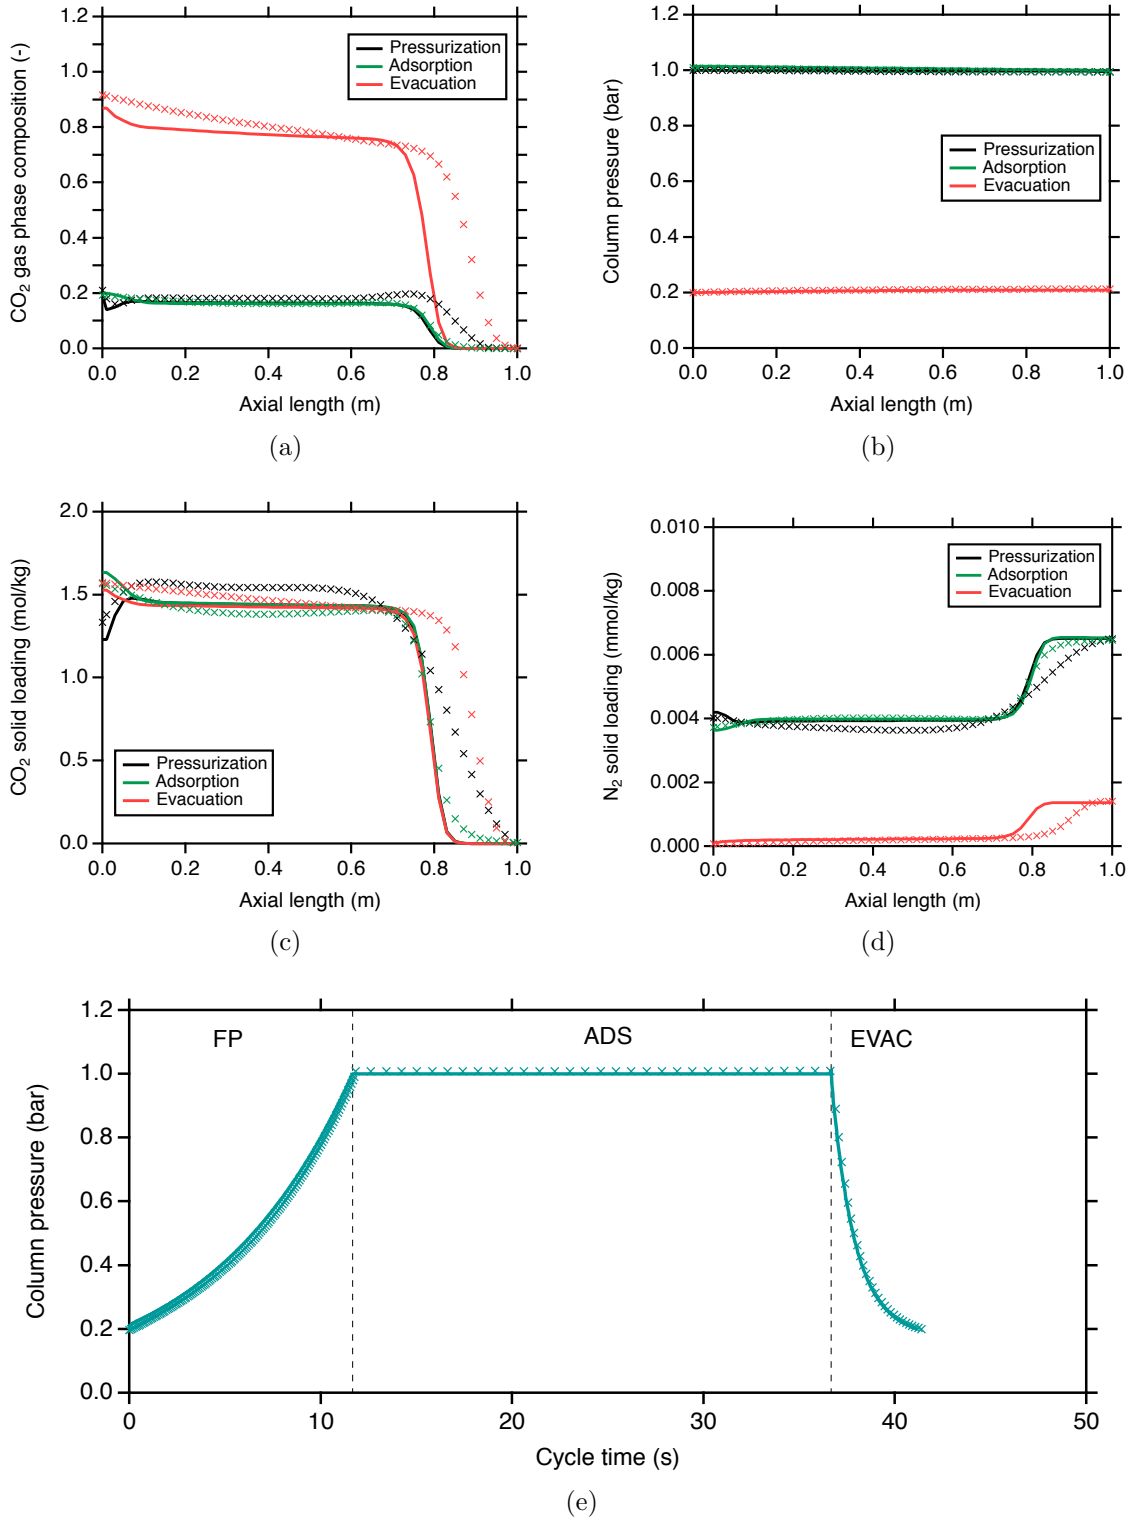 1.2
1.0
0.8
0.6
0.4
0.2
0.0
CO2 gas phase composition (-)
Pressurization
Adsorption
Evacuation
0.0 0.2 0.4 0.6 0.8 1.0
Axial length (m)
(a)
1.2
1.0
0.8
0.6
0.4
0.2
0.0
Column pressure (bar)
Pressurization
Adsorption
Evacuation
0.0 0.2 0.4 0.6 0.8 1.0
Axial length (m)
(b)
2.0
1.5
1.0
0.5
0.0
CO2 solid loading (mol/kg)
Pressurization
Adsorption
Evacuation
0.0 0.2 0.4 0.6 0.8 1.0
Axial length (m)
(c)
0.010
0.008
0.006
0.004
0.002
0.000
N2 solid loading (mmol/kg)
Pressurization
Adsorption
Evacuation
0.0 0.2 0.4 0.6 0.8 1.0
Axial length (m)
(d)
1.2
1.0
0.8
0.6
0.4
0.2
0.0
Column pressure (bar)
FP ADS EVAC
0 10 20 30 40 50
Cycle time (s)
(e)